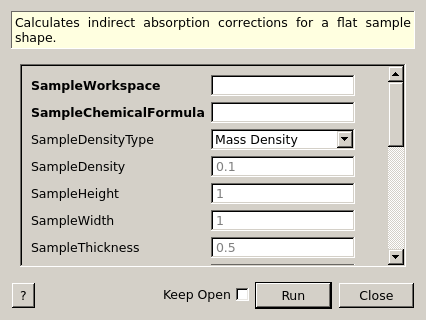 Calculates indirect absorption corrections for a flat sample
shape.
SampleWorkspace
SampleChemicalFormula
SampleDensityType Mass Density
SampleDensity 0.1
SampleHeight 1
SampleWidth 1
SampleThickness 0.5
? Keep Open Run Close